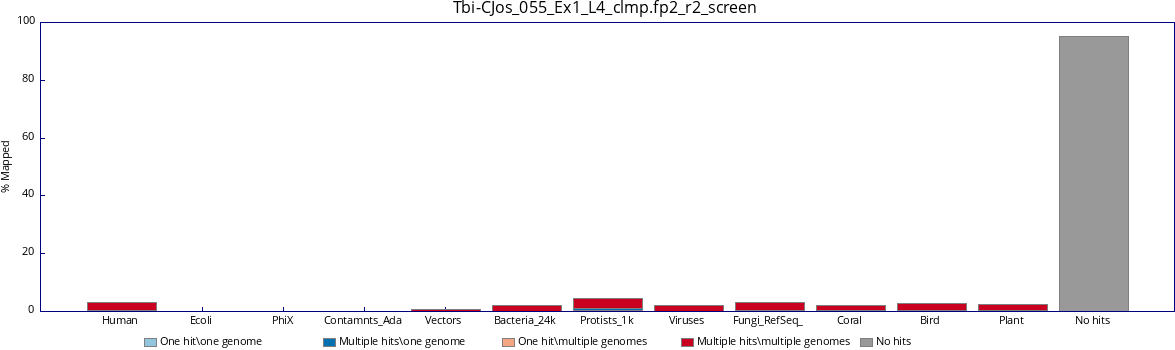 Tbi-CJos_055_Ex1_L4_clmp.fp2_r2_screen
100
80
60
40
20
0
% Mapped
Human Ecoli PhiX Contamnts_Ada Vectors Bacteria_24k Protists_1k Viruses Fungi_RefSeq_ Coral Bird Plant No hits
One hit\one genome Multiple hits\one genome One hit\multiple genomes Multiple hits\multiple genomes No hits